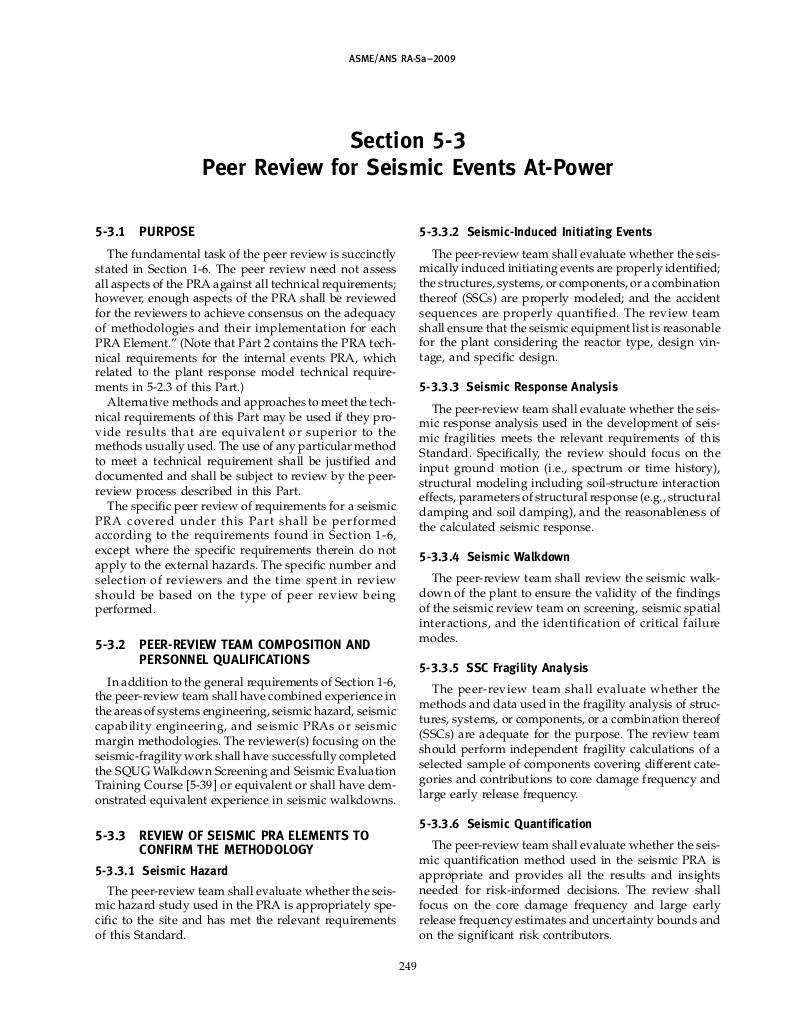 ASME/ANS RA-Sa–2009
Section 5-3
Peer Review for Seismic Events At-Power
5-3.1 PURPOSE
The fundamental task of the peer review is succinctly
stated in Section 1-6. The peer review need not assess
all aspects of the PRA against all technical requirements;
however, enough aspects of the PRA shall be reviewed
for the reviewers to achieve consensus on the adequacy
of methodologies and their implementation for each
PRA Element.” (Note that Part 2 contains the PRA tech-
nical requirements for the internal events PRA, which
related to the plant response model technical require-
ments in 5-2.3 of this Part.)
Alternative methods and approaches to meet the tech-
nical requirements of this Part may be used if they pro-
vide results that are equivalent or superior to the
methods usually used. The use of any particular method
to meet a technical requirement shall be justified and
documented and shall be subject to review by the peer-
review process described in this Part.
The specific peer review of requirements for a seismic
PRA covered under this Part shall be performed
according to the requirements found in Section 1-6,
except where the specific requirements therein do not
apply to the external hazards. The specific number and
selection of reviewers and the time spent in review
should be based on the type of peer review being
performed.
5-3.2 PEER-REVIEW TEAM COMPOSITION AND
PERSONNEL QUALIFICATIONS
In addition to the general requirements of Section 1-6,
the peer-review team shall have combined experience in
the areas of systems engineering, seismic hazard, seismic
capability engineering, and seismic PRAs or seismic
margin methodologies. The reviewer(s) focusing on the
seismic-fragility work shall have successfully completed
the SQUG Walkdown Screening and Seismic Evaluation
Training Course [5-39] or equivalent or shall have dem-
onstrated equivalent experience in seismic walkdowns.
5-3.3 REVIEW OF SEISMIC PRA ELEMENTS TO
CONFIRM THE METHODOLOGY
5-3.3.1 Seismic Hazard
The peer-review team shall evaluate whether the seis-
mic hazard study used in the PRA is appropriately spe-
cific to the site and has met the relevant requirements
of this Standard.
5-3.3.2 Seismic-Induced Initiating Events
The peer-review team shall evaluate whether the seis-
mically induced initiating events are properly identified;
the structures, systems, or components, or a combination
thereof (SSCs) are properly modeled; and the accident
sequences are properly quantified. The review team
shall ensure that the seismic equipment list is reasonable
for the plant considering the reactor type, design vin-
tage, and specific design.
5-3.3.3 Seismic Response Analysis
The peer-review team shall evaluate whether the seis-
mic response analysis used in the development of seis-
mic fragilities meets the relevant requirements of this
Standard. Specifically, the review should focus on the
input ground motion (i.e., spectrum or time history),
structural modeling including soil-structure interaction
effects, parameters of structural response (e.g., structural
damping and soil damping), and the reasonableness of
the calculated seismic response.
5-3.3.4 Seismic Walkdown
The peer-review team shall review the seismic walk-
down of the plant to ensure the validity of the findings
of the seismic review team on screening, seismic spatial
interactions, and the identification of critical failure
modes.
5-3.3.5 SSC Fragility Analysis
The peer-review team shall evaluate whether the
methods and data used in the fragility analysis of struc-
tures, systems, or components, or a combination thereof
(SSCs) are adequate for the purpose. The review team
should perform independent fragility calculations of a
selected sample of components covering different cate-
gories and contributions to core damage frequency and
large early release frequency.
5-3.3.6 Seismic Quantification
The peer-review team shall evaluate whether the seis-
mic quantification method used in the seismic PRA is
appropriate and provides all the results and insights
needed for risk-informed decisions. The review shall
focus on the core damage frequency and large early
release frequency estimates and uncertainty bounds and
on the significant risk contributors.
249